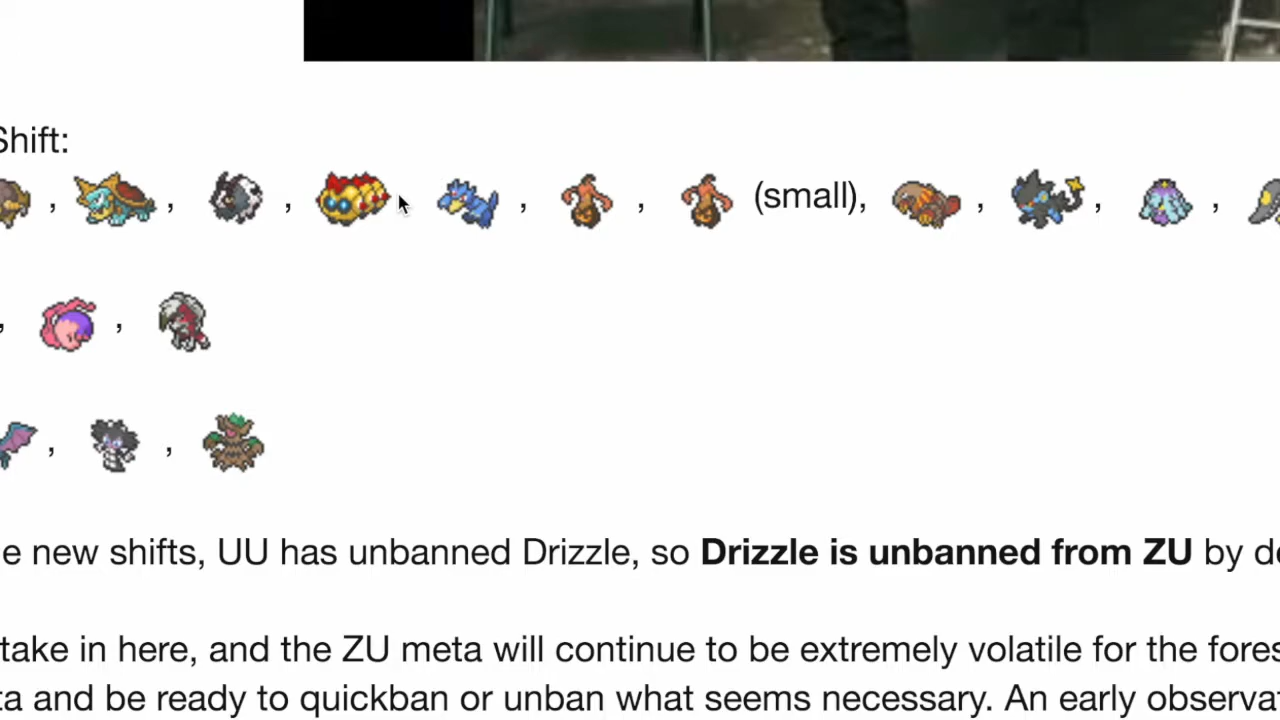 Shift:
, , , , , (small), , , ,
, ,
, ,
e new shifts, UU has unbanned Drizzle, so Drizzle is unbanned from ZU by de
take in here, and the ZU meta will continue to be extremely volatile for the fores
ta and be ready to quickban or unban what seems necessary. An early observat